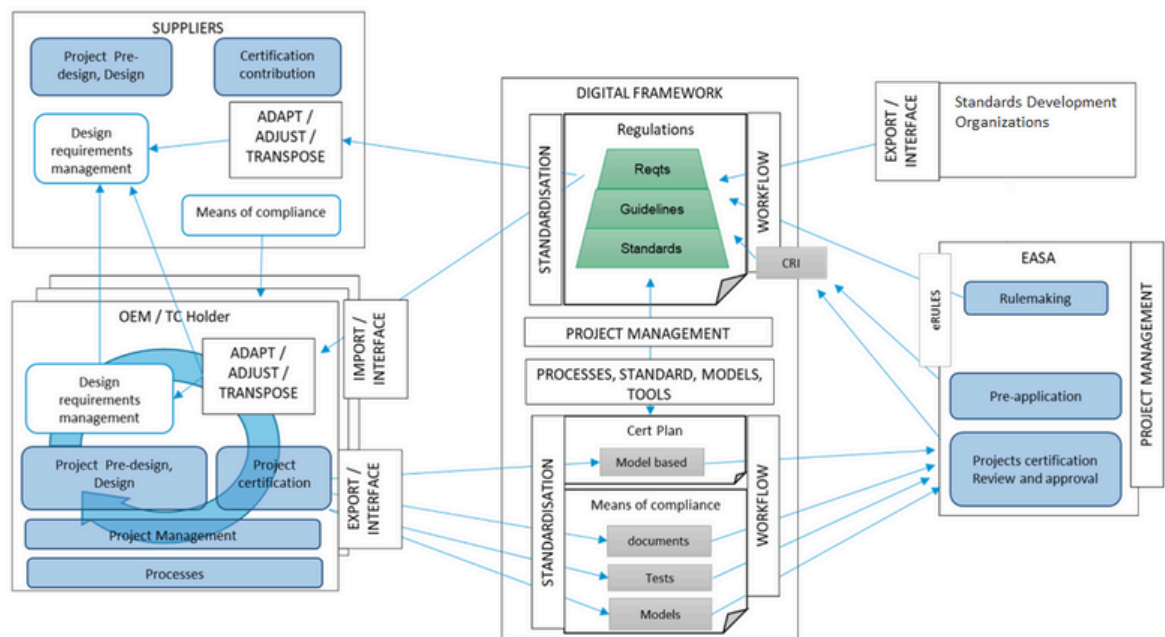 SUPPLIERS
Project Pre-
design, Design
Certification
contribution
ADAPT /
ADJUST /
TRANSPOSE
Design
requirements
management
Means of compliance
OEM / TC Holder
ADAPT /
ADJUST /
TRANSPOSE
Design
requirements
management
Project Pre-design,
Design
Project
certification
Project Management
Processes
IMPORT /
INTERFACE
EXPORT /
INTERFACE
DIGITAL FRAMEWORK
STANDARDISATION
Regulations
Reqts
Guidelines
Standards
WORKFLOW
CRI
PROJECT MANAGEMENT
PROCESSES, STANDARD, MODELS,
TOOLS
STANDARDISATION
Cert Plan
Model based
Means of compliance
documents
Tests
Models
WORKFLOW
EXPORT /
INTERFACE
Standards Development
Organizations
EASA
eRULES
Rulemaking
Pre-application
Projects certification
Review and approval
PROJECT MANAGEMENT